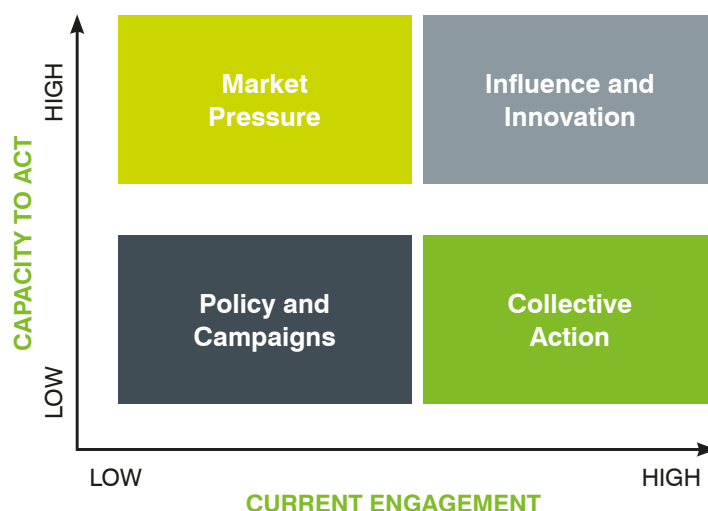 HIGH
CAPACITY TO ACT
LOW
Market
Pressure
Influence and
Innovation
Policy and
Campaigns
Collective
Action
LOW
HIGH
CURRENT ENGAGEMENT